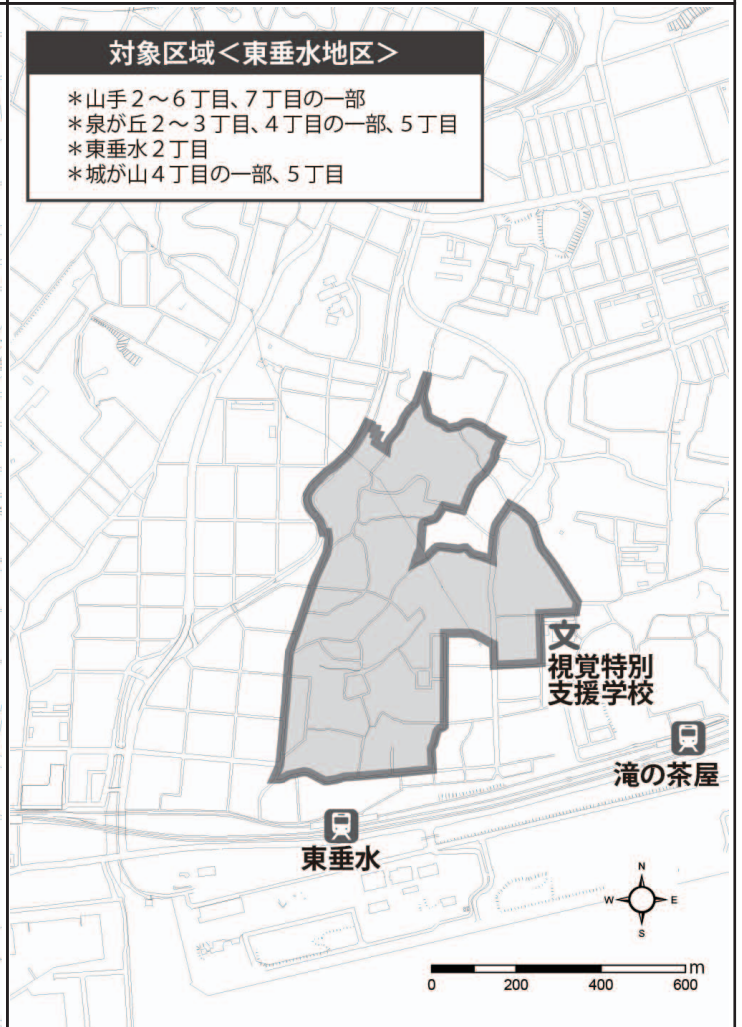 対象区域＜東垂水地区＞
＊山手２～６丁目、７丁目の一部
＊泉が丘２～３丁目、４丁目の一部、５丁目
＊東垂水２丁目
＊城が山４丁目の一部、５丁目
文
視覚特別
支援学校
滝の茶屋
東垂水
N
W E
S
m
0 200 400 600